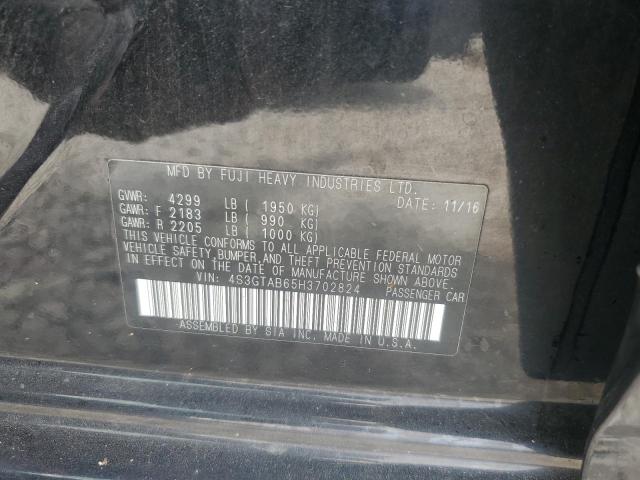 MFD BY FUJI HEAVY INDUSTRIES LTD.
GVWR: 4299 LB ( 1950 KG) DATE: 11/16
GAWR: F 2183 LB ( 990 KG)
GAWR: R 2205 LB ( 1000 KG)
THIS VEHICLE CONFORMS TO ALL APPLICABLE FEDERAL MOTOR
VEHICLE SAFETY, BUMPER, AND THEFT PREVENTION STANDARDS
IN EFFECT ON THE DATE OF MANUFACTURE SHOWN ABOVE.
VIN: 4S3GTAB65H3702824 PASSENGER CAR
ASSEMBLED BY SIA INC, MADE IN U.S.A.